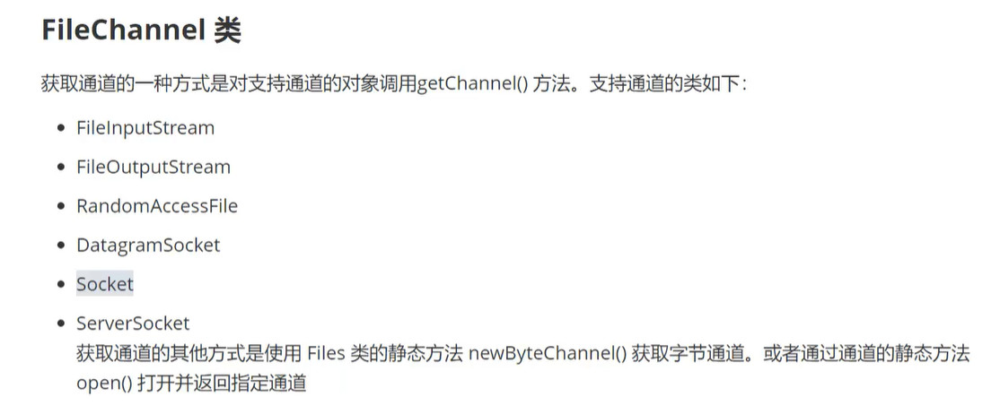 FileChannel 类
获取通道的一种方式是对支持通道的对象调用getChannel() 方法。支持通道的类如下：
FileInputStream
FileOutputStream
RandomAccessFile
DatagramSocket
Socket
ServerSocket
获取通道的其他方式是使用 Files 类的静态方法 newByteChannel() 获取字节通道。或者通过通道的静态方法
open() 打开并返回指定通道